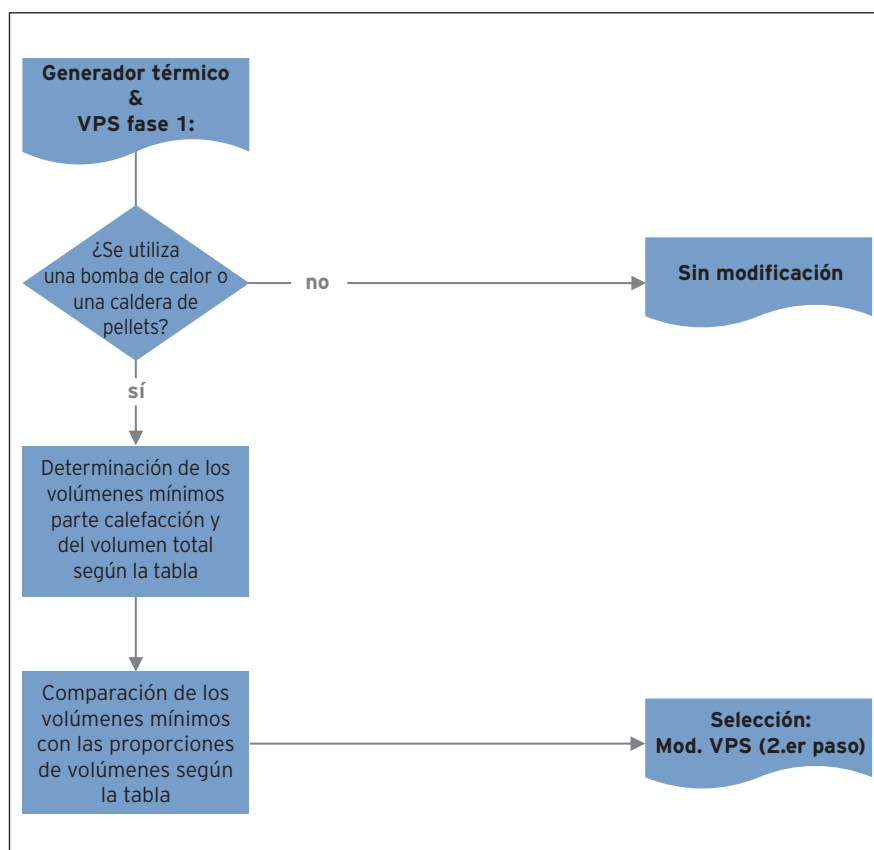 Generador térmico
&
VPS fase 1:
¿Se utiliza
una bomba de calor o
una caldera de
pellets?
no
Sin modificación
sí
Determinación de los
volúmenes mínimos
parte calefacción y
del volumen total
según la tabla
Comparación de los
volúmenes mínimos
con las proporciones
de volúmenes según
la tabla
Selección:
Mod. VPS (2.er paso)